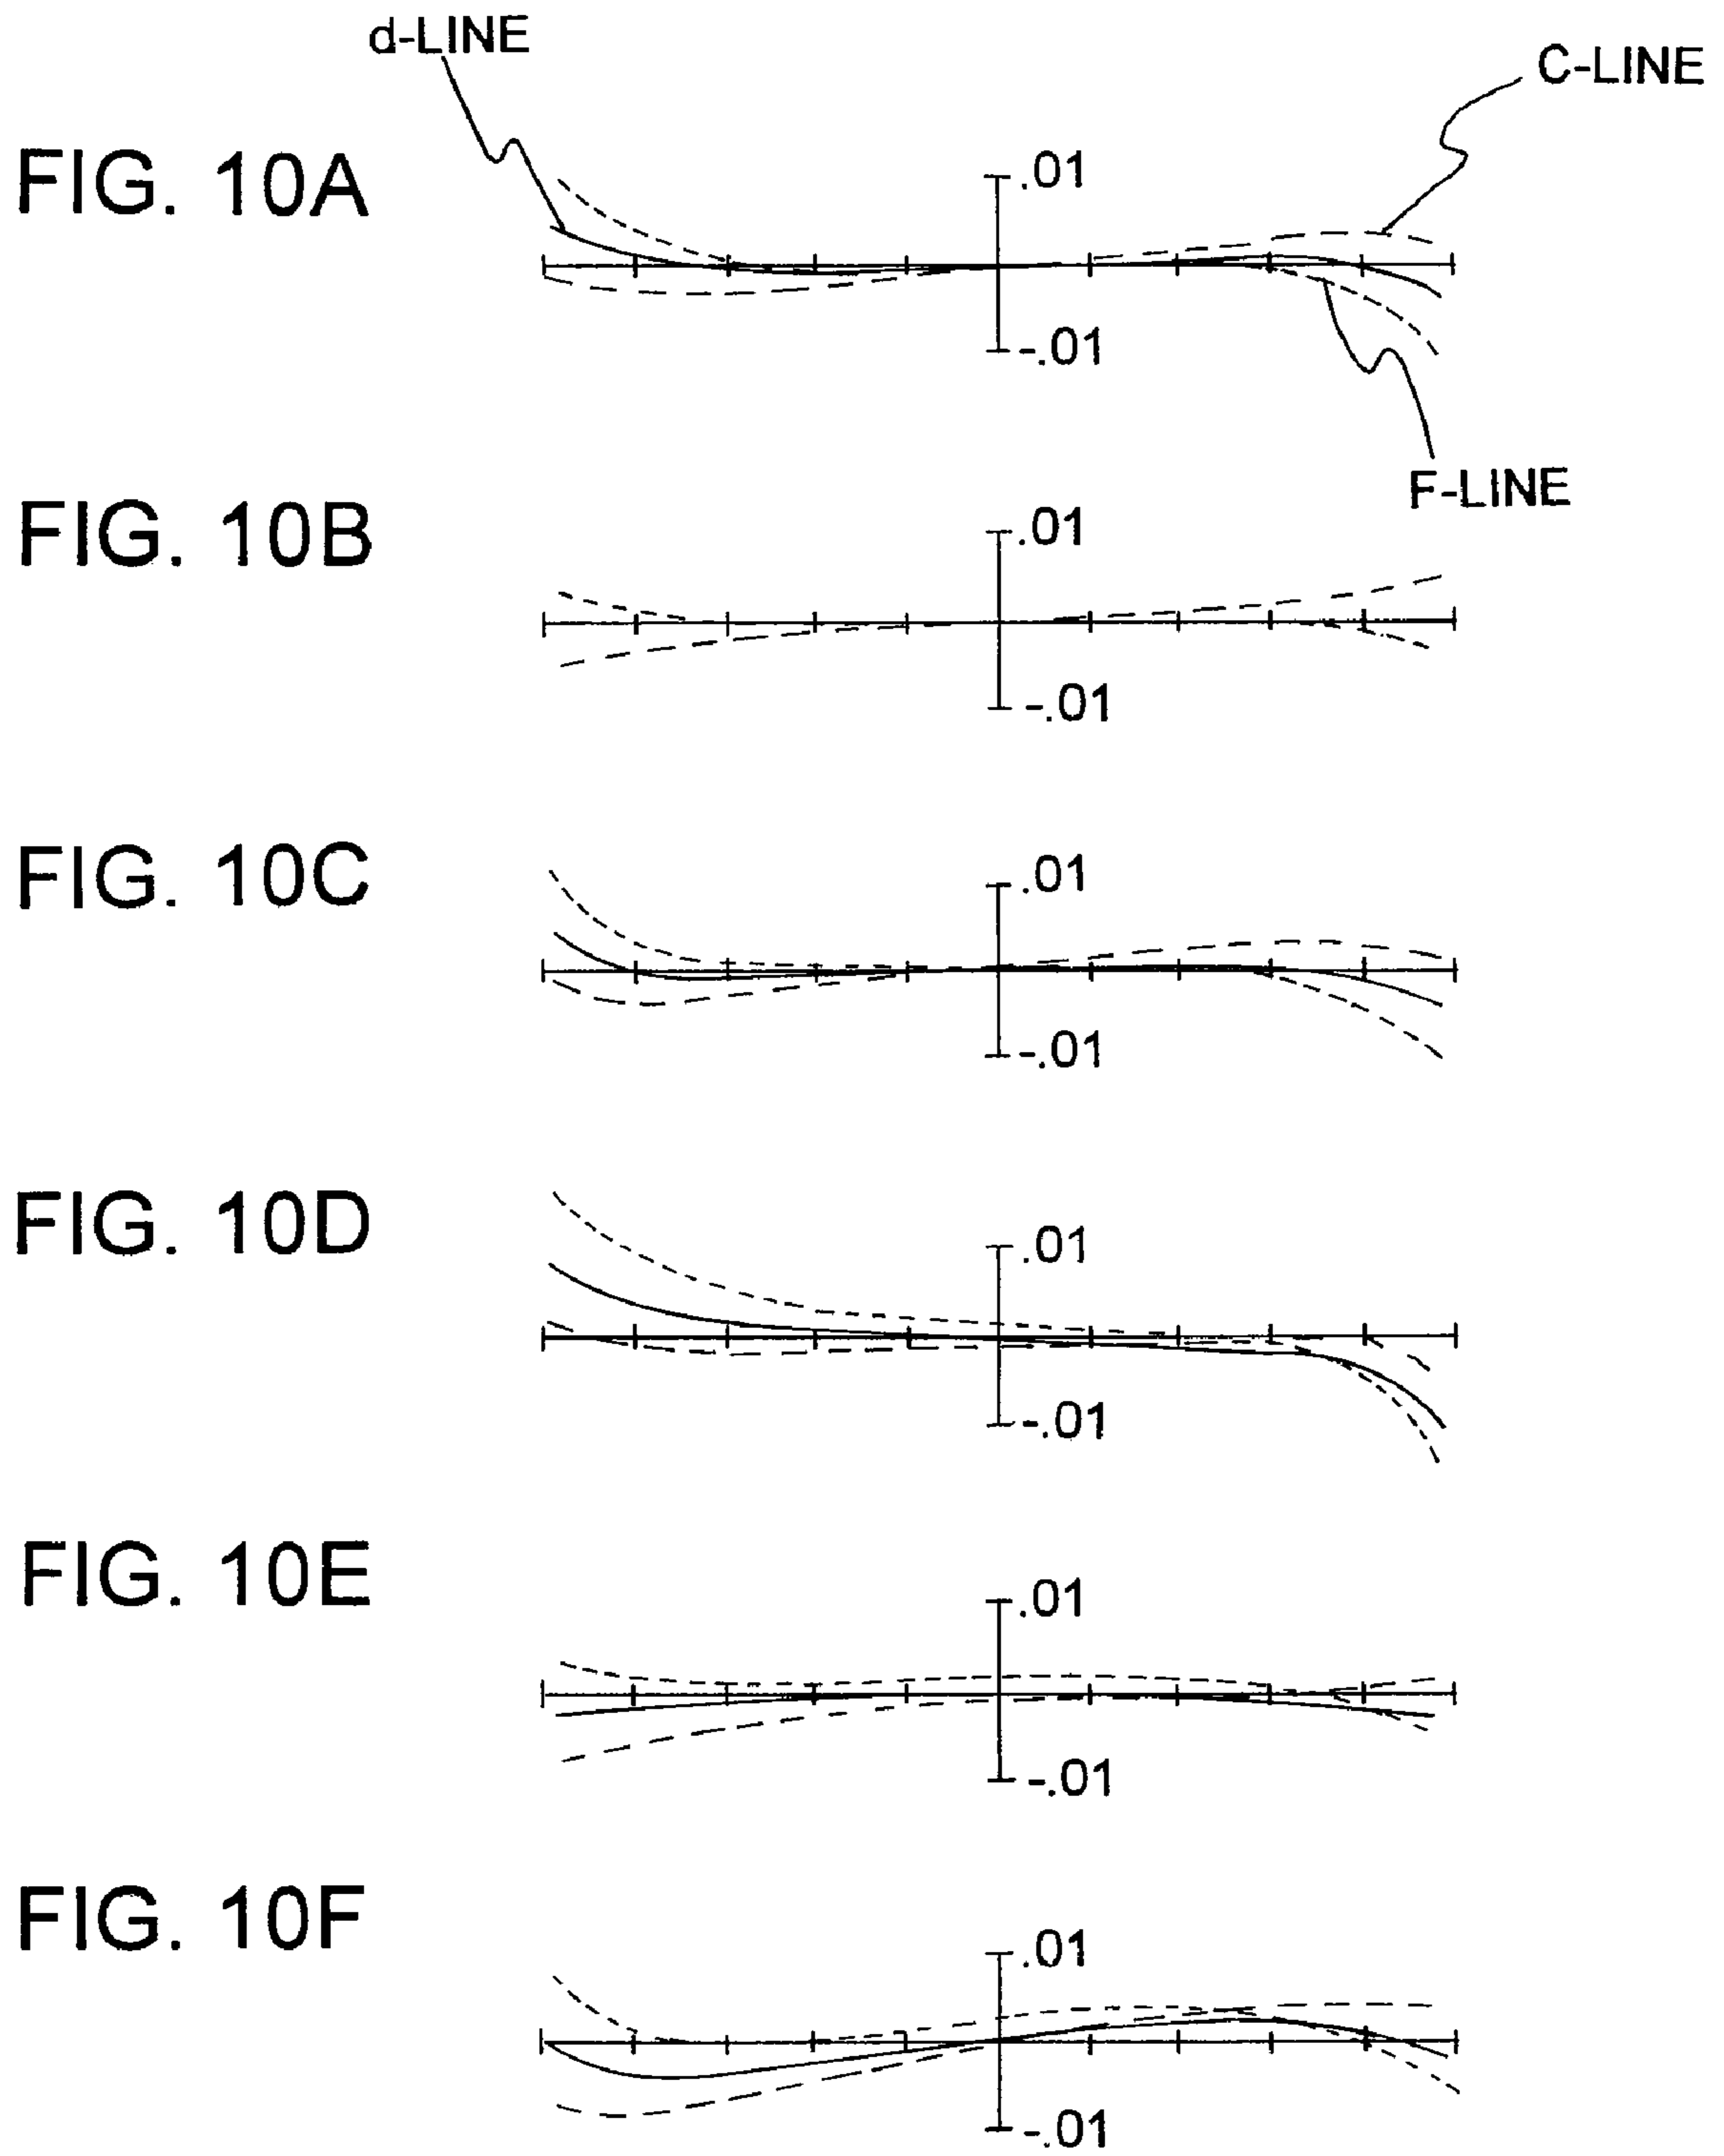 d-LINE
C-LINE
FIG. 10A
.01
-.01
F-LINE
FIG. 10B
.01
-.01
FIG. 10C
.01
-.01
FIG. 10D
.01
-.01
FIG. 10E
.01
-.01
FIG. 10F
.01
-.01